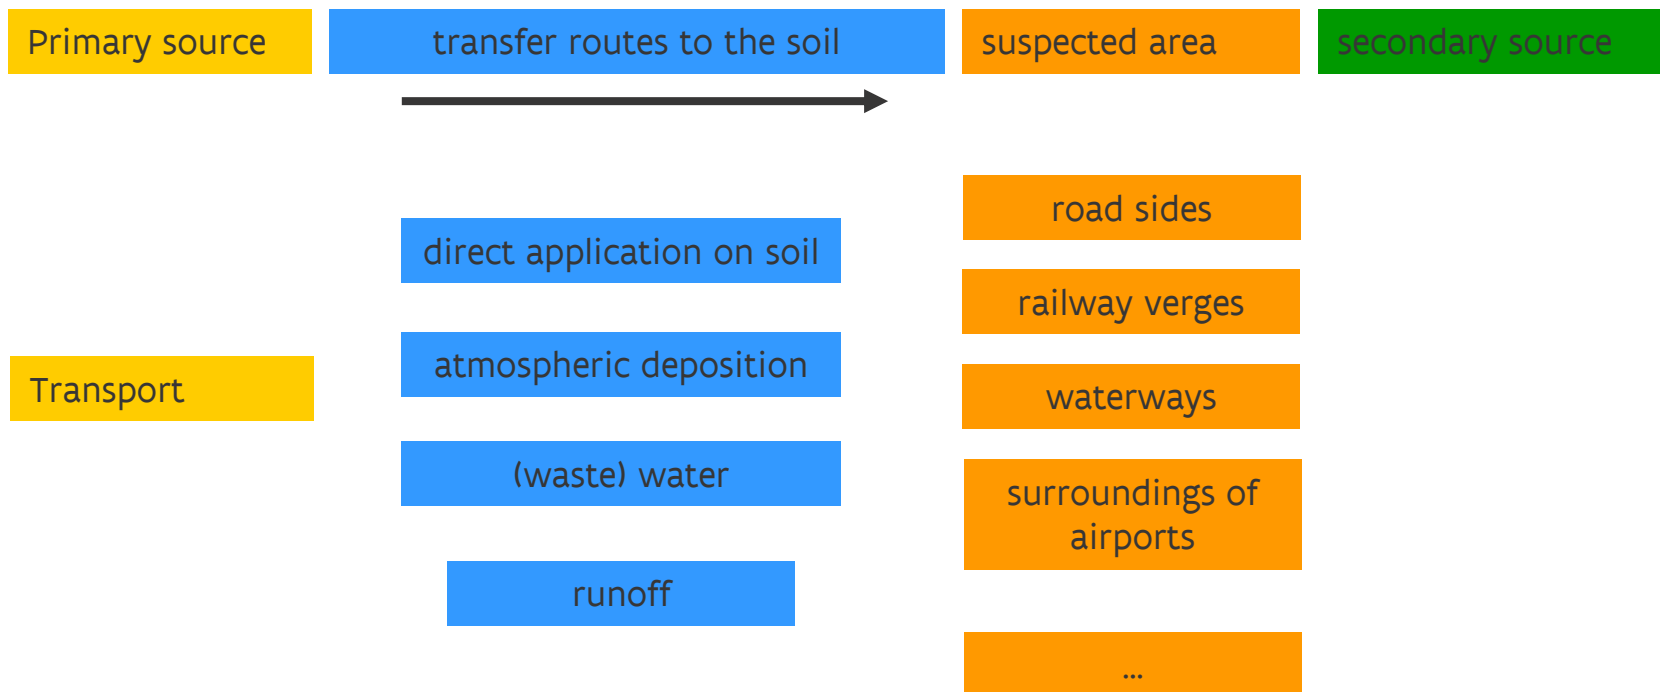 Primary source
transfer routes to the soil
suspected area
secondary source
Transport
direct application on soil
atmospheric deposition
(waste) water
runoff
road sides
railway verges
waterways
surroundings of
airports
...